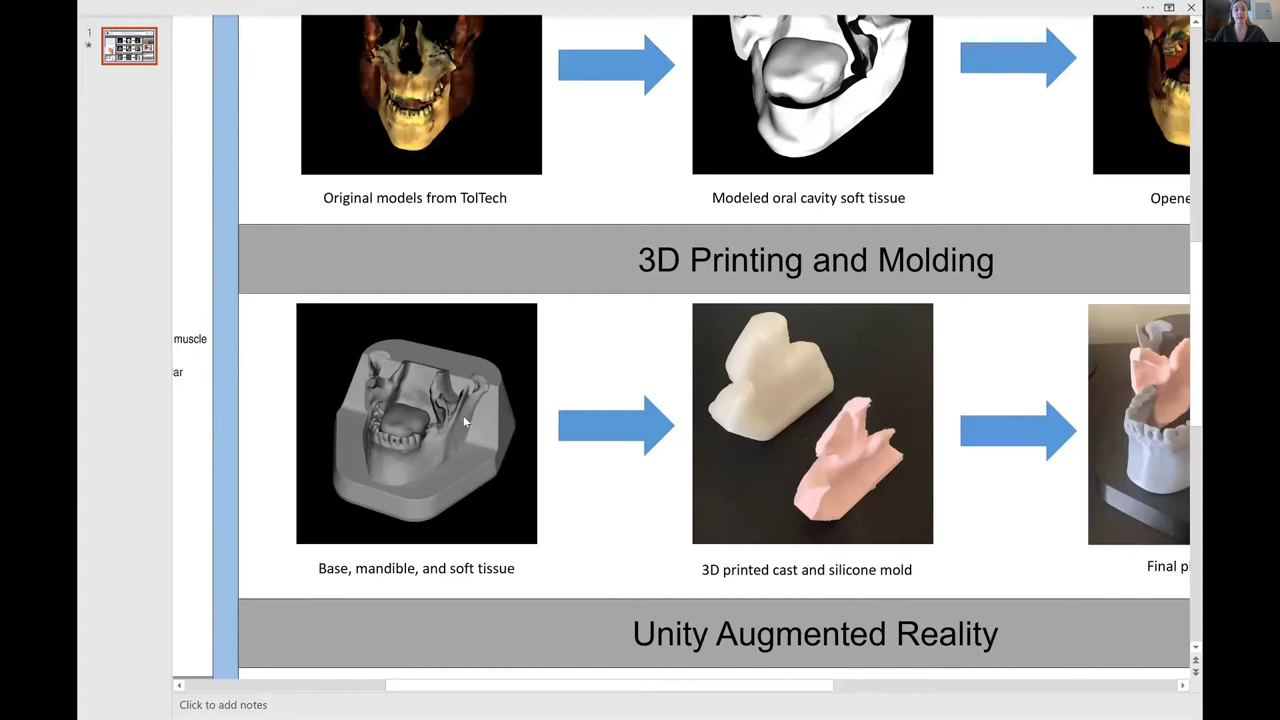 1
Original models from TolTech
Modeled oral cavity soft tissue
Opene
3D Printing and Molding
muscle
ar
Base, mandible, and soft tissue
3D printed cast and silicone mold
Final p
Unity Augmented Reality
Click to add notes